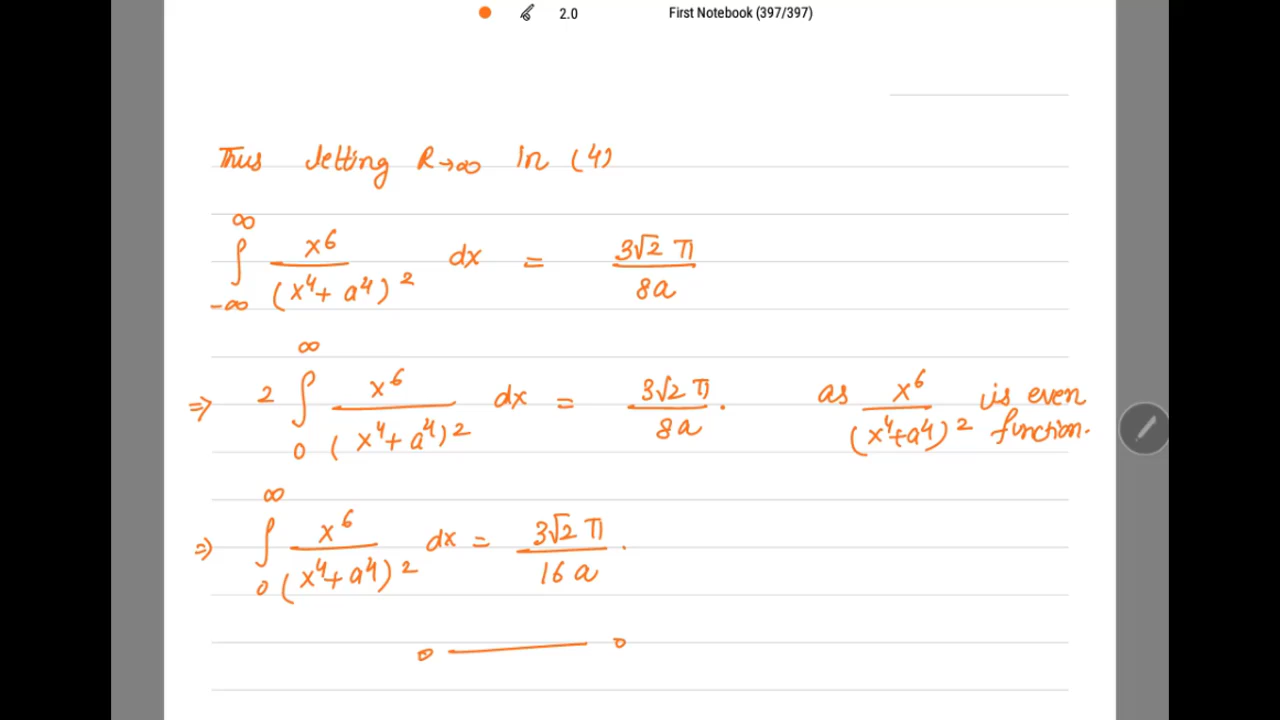 2.0 First Notebook (397/397)
Thus letting R→∞ in (4)
∫_{-∞}^{∞} x^6/(x^4 + a^4)^2 dx = 3√2 π/8a
⇒ 2 ∫_0^∞ x^6/(x^4 + a^4)^2 dx = 3√2 π/8a. as x^6/(x^4+a^4)^2 is even function.
⇒ ∫_0^∞ x^6/(x^4 + a^4)^2 dx = 3√2 π/16a.